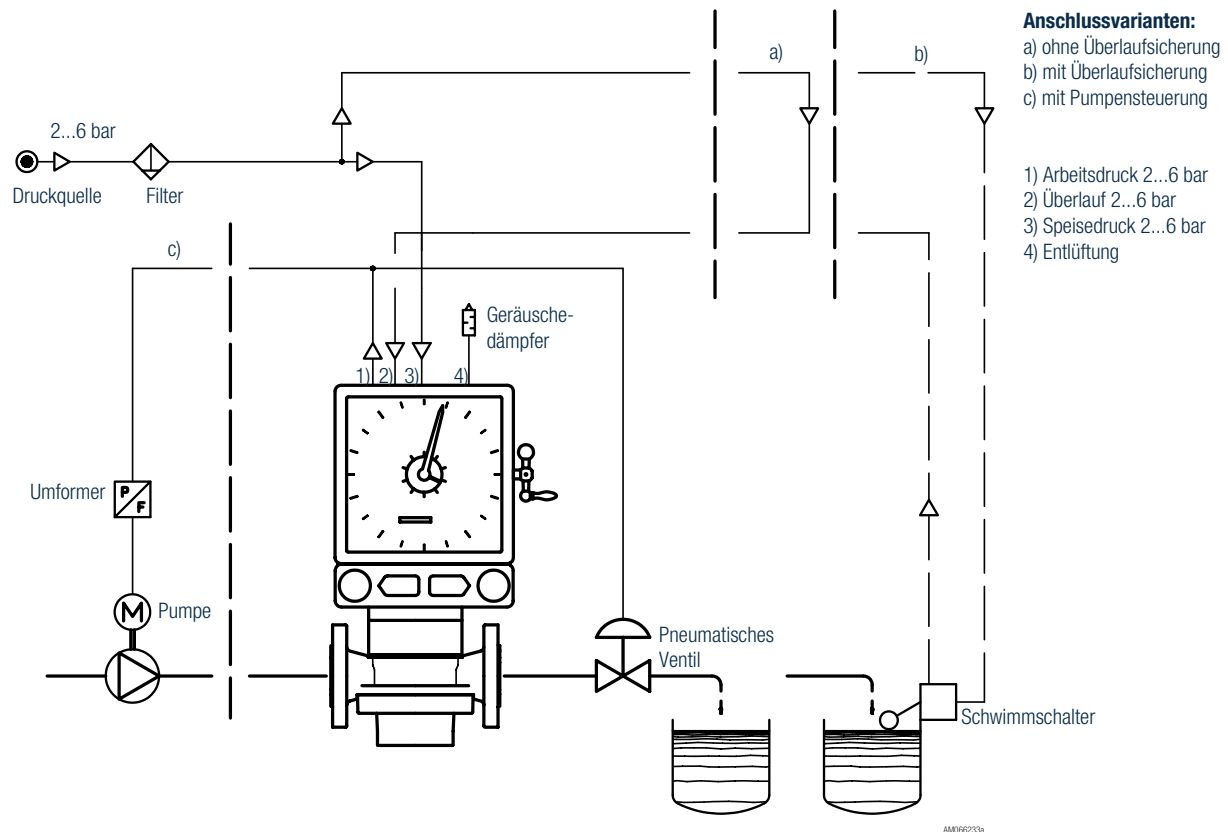 Anschlussvarianten:
a) ohne Überlaufsicherung
b) mit Überlaufsicherung
c) mit Pumpensteuerung
1) Arbeitsdruck 2...6 bar
2) Überlauf 2...6 bar
3) Speisedruck 2...6 bar
4) Entlüftung
a)
b)
2...6 bar
Druckquelle
Filter
c)
Geräusche-
dämpfer
1) 2) 3) 4)
Umformer
P
F
M
Pumpe
Pneumatisches
Ventil
Schwimmschalter
AM066233a